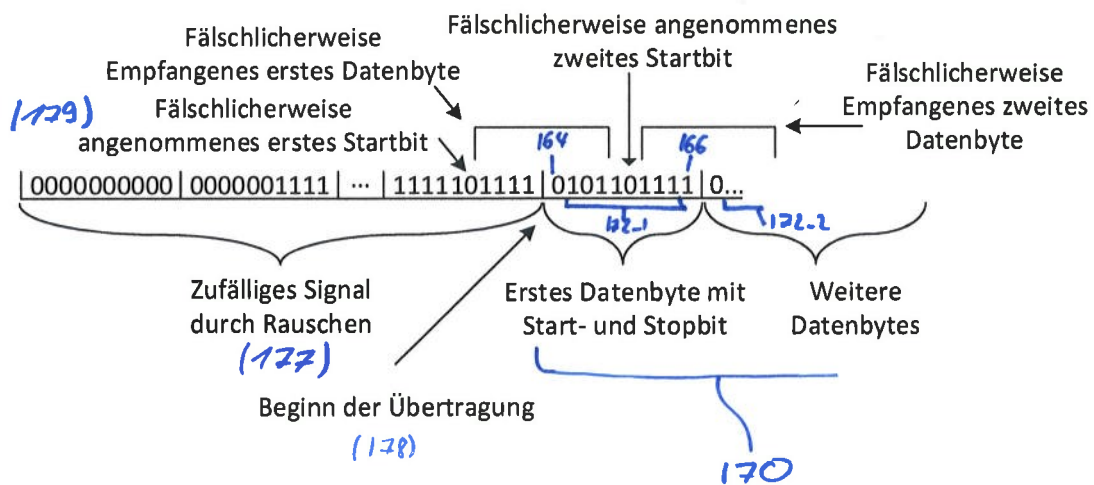 Fälschlicherweise
Empfangenes erstes Datenbyte
Fälschlicherweise angenommenes
zweites Startbit
Fälschlicherweise
Empfangenes zweites
Datenbyte
(179)
Fälschlicherweise
angenommenes erstes Startbit
164
166
0000000000 | 0000001111 | ... | 1111101111 | 0101101111 | 0...
172-1
172-2
Zufälliges Signal
durch Rauschen
(177)
Erstes Datenbyte mit
Start- und Stopbit
Weitere
Datenbytes
Beginn der Übertragung
(178)
170